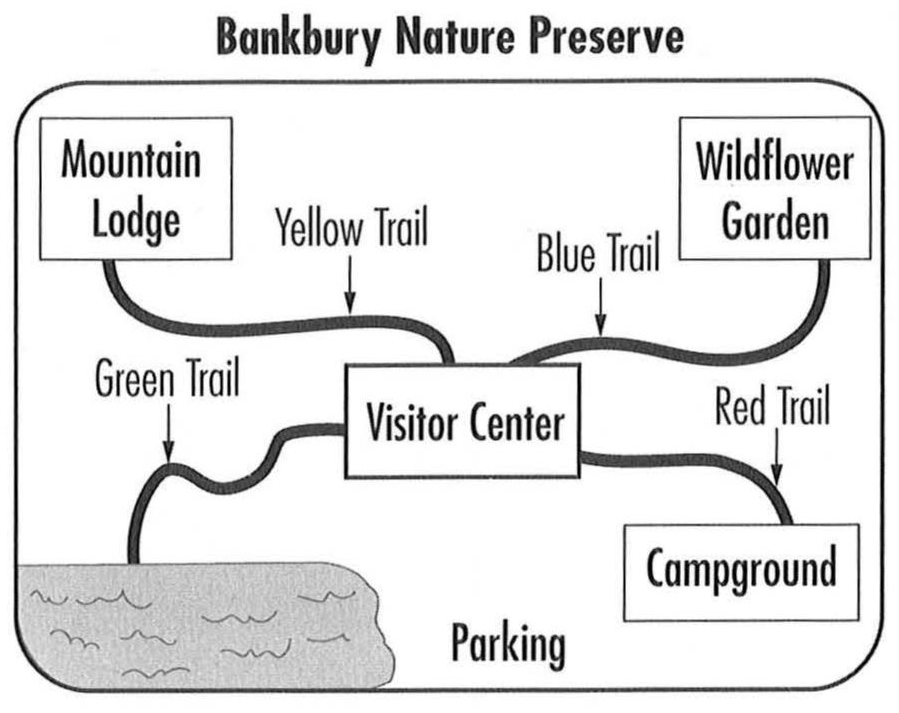 Bankbury Nature Preserve
Mountain
Lodge
Wildflower
Garden
Yellow Trail
Blue Trail
Green Trail
Visitor Center
Red Trail
Campground
Parking